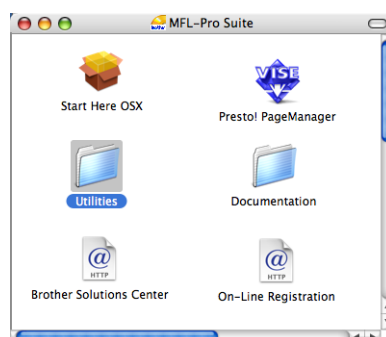 MFL-Pro Suite
Start Here OSX
VISE
Presto! PageManager
Utilities
Documentation
@
HTTP
Brother Solutions Center
@
HTTP
On-Line Registration